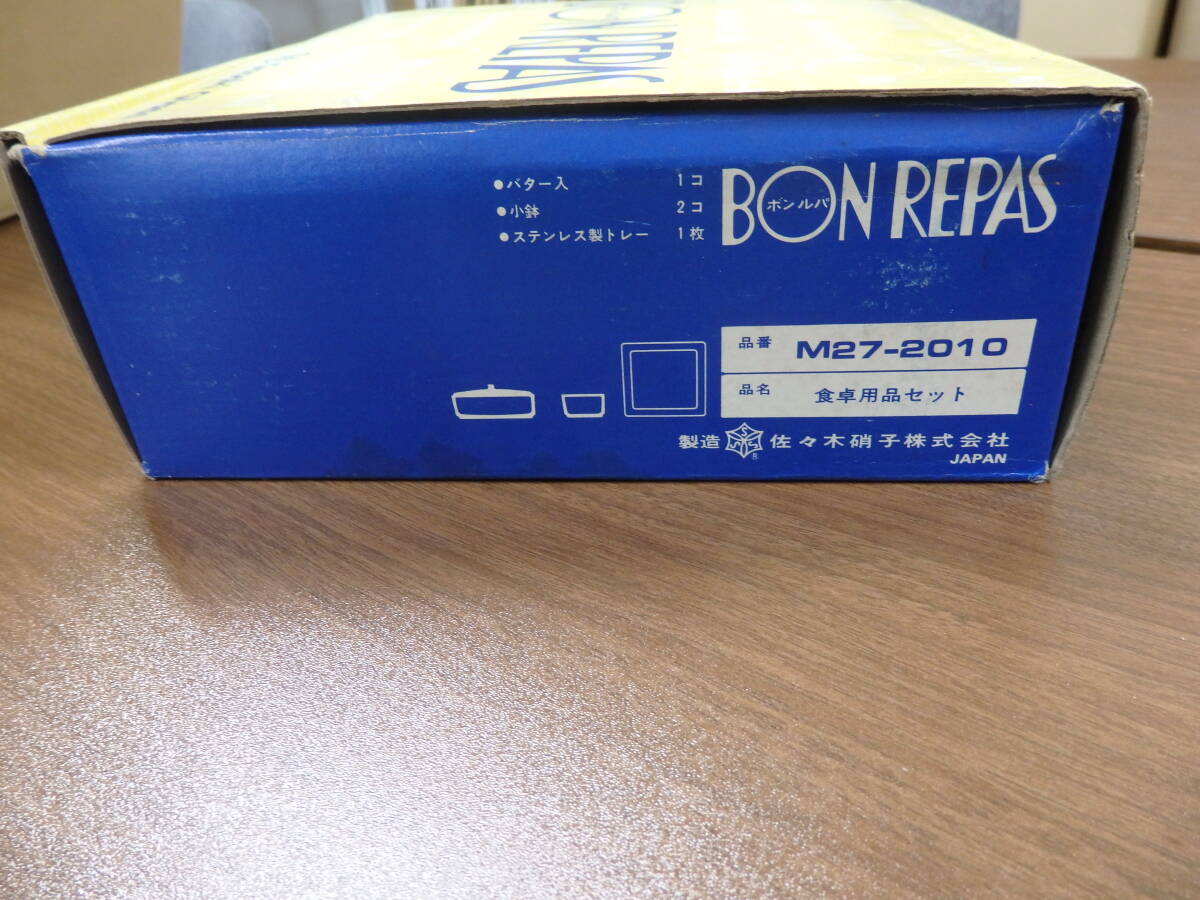 BON REPAS
●バター入 1コ
●小鉢 2コ
●ステンレス製トレー 1枚
BON REPAS
ボンルパ
品番 M27-2010
品名 食卓用品セット
製造 佐々木硝子株式会社
JAPAN